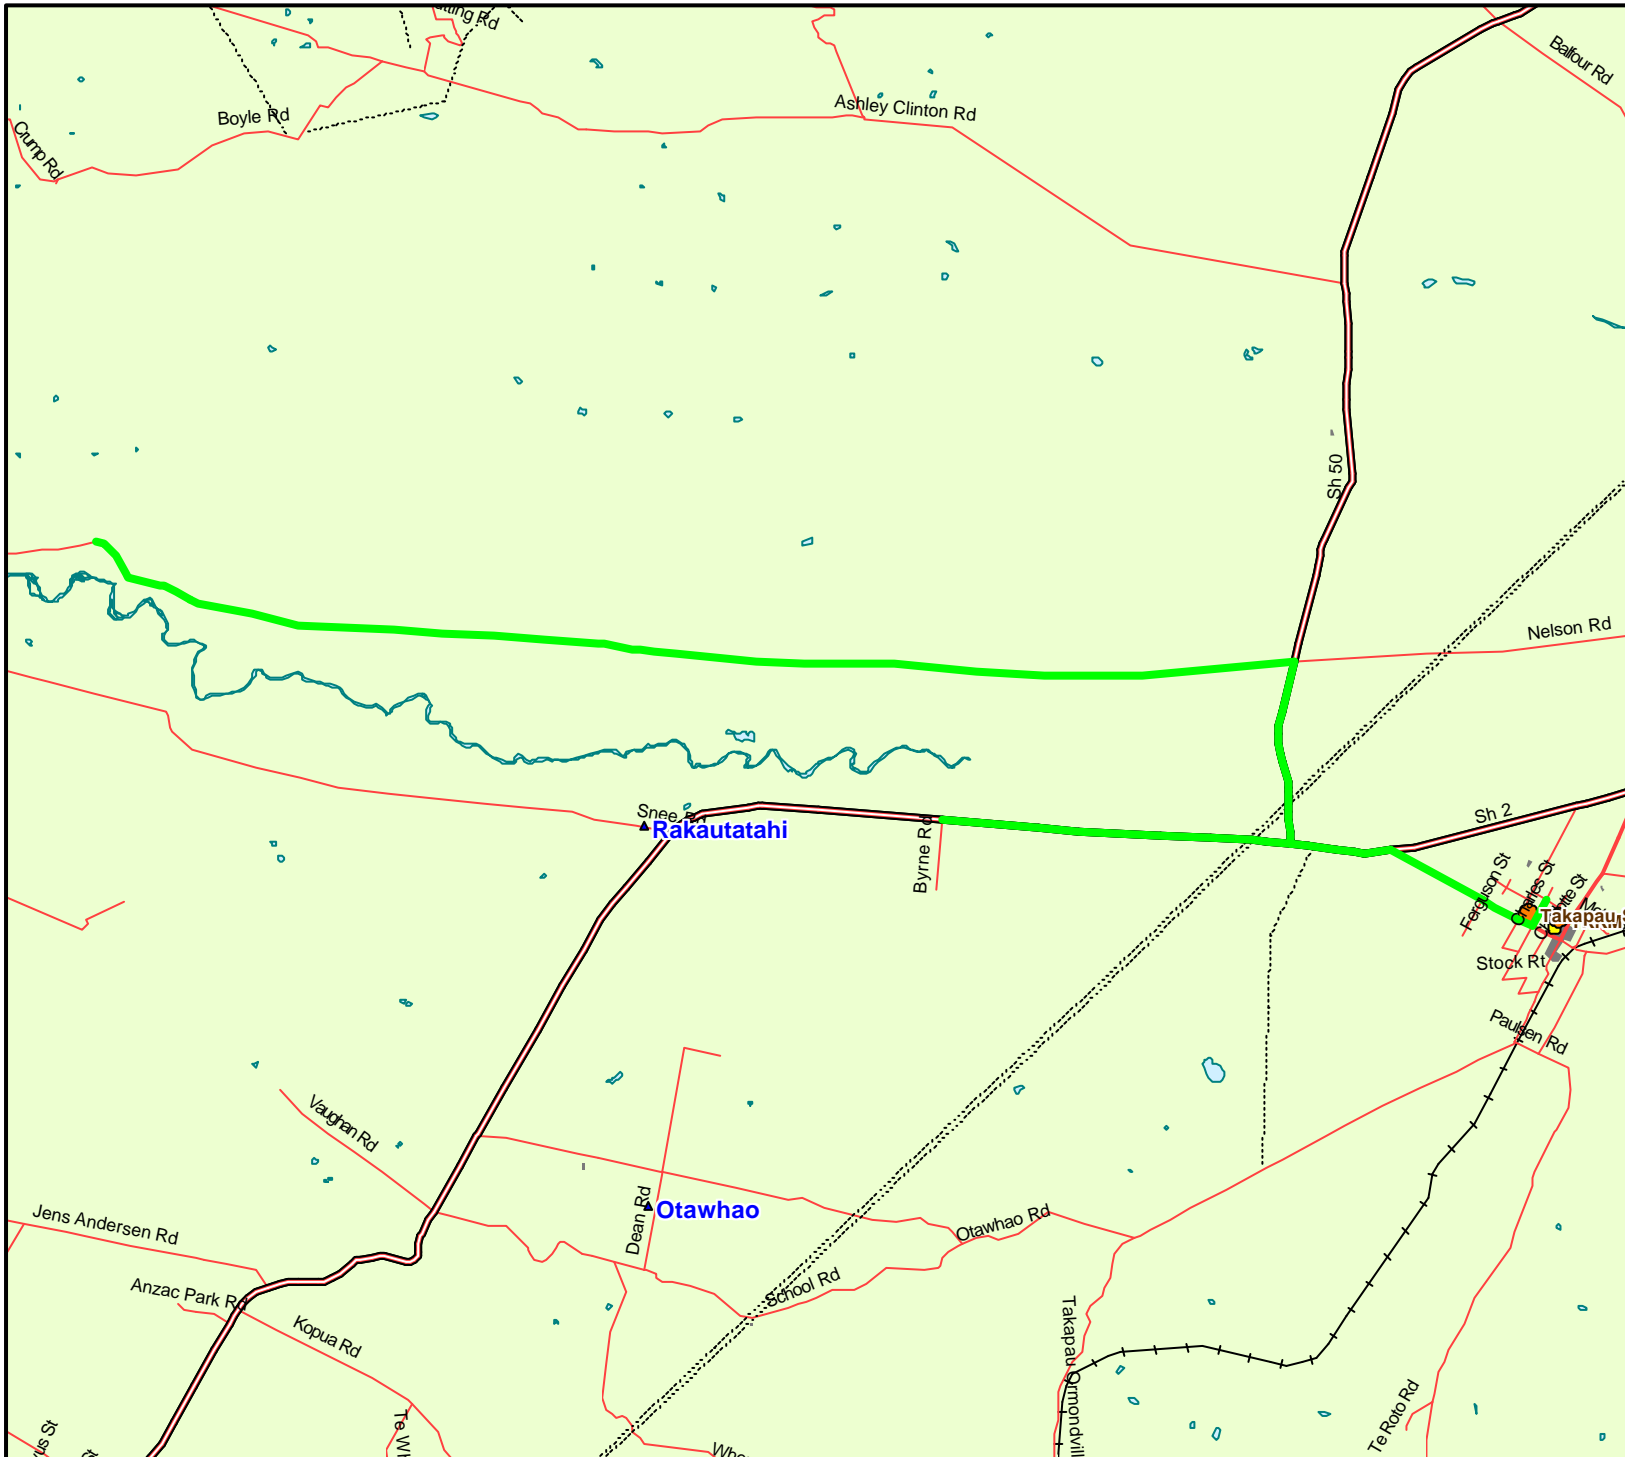 Balfour Rd
Boyle Rd
Ashley Clinton Rd
Crump Rd
Sh 50
Nelson Rd
Snee Rd
Rakautatahi
Byrne Rd
Sh 2
Ferguson St
Charles St
Takapau
Stock Rt
Paulsen Rd
Vaughan Rd
Dean Rd
Otawhao
Otawhao Rd
Jens Andersen Rd
Anzac Park Rd
School Rd
Kopua Rd
Takapau Ormondvill
Te Roto Rd